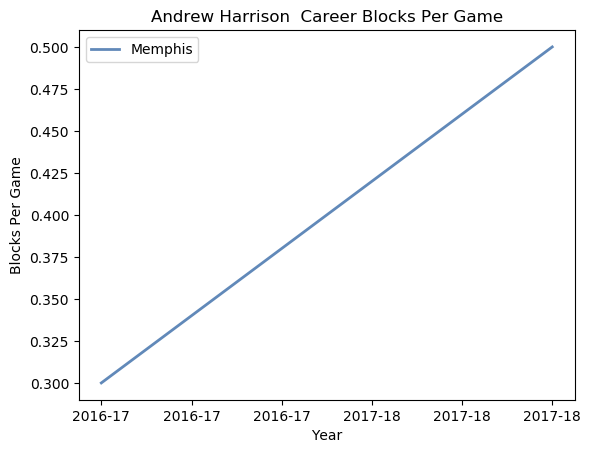 Andrew Harrison  Career Blocks Per Game
Memphis
0.500
0.475
0.450
0.425
0.400
0.375
0.350
0.325
0.300
Blocks Per Game
2016-17 2016-17 2016-17 2017-18 2017-18 2017-18
Year